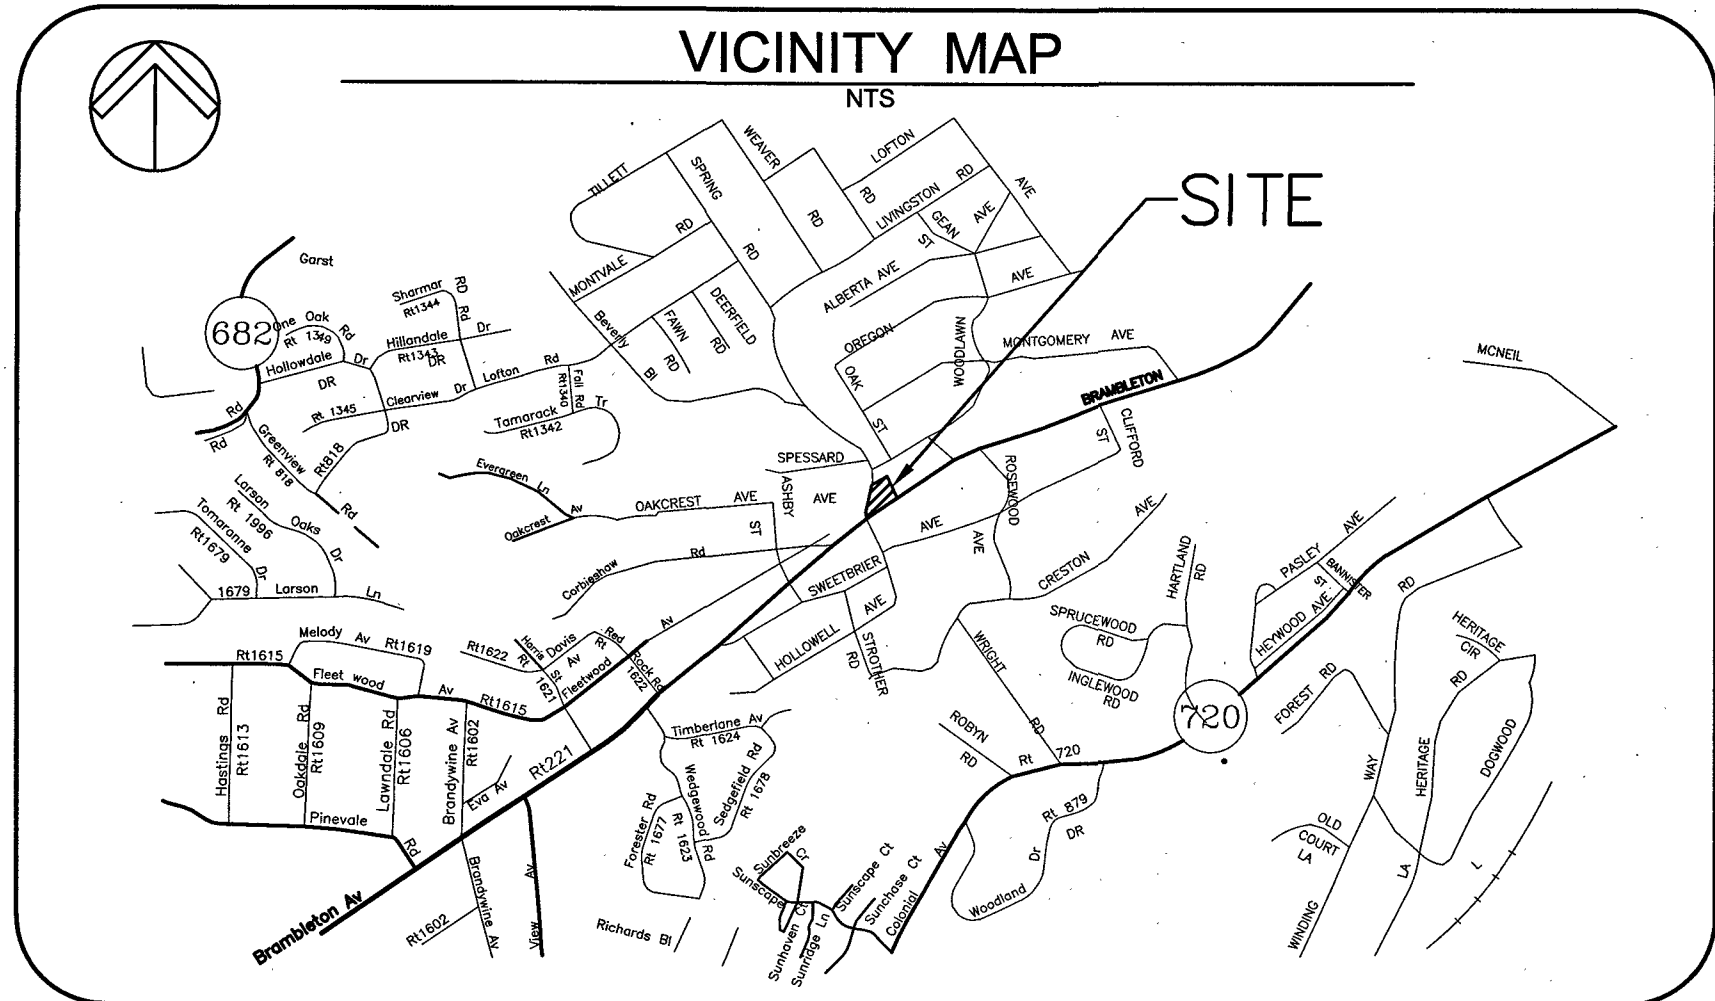 VICINITY MAP
NTS
SITE
TILLETT
RD
SPRING
RD
WEAVER
RD
LOFTON
RD
LIVINGSTON
RD
AVE
GEAN
ST
AVE
MONTVALE
ALBERTA AVE
AVE
DEERFIELD
RD
FAWN
RD
Beverly
Bl
OREGON
OAK
ST
WOODLAWN
MONTGOMERY AVE
BRAMBLETON
MCNEIL
Garst
682
One Oak
Rd
Rt 1349
Hollowdale Dr
DR
Sharmar
RD
Rt1344
Rd
Hillandale Dr
Rt1343
DR
Lofton Rd
Clearview Dr
Rt 1345
DR
Rt818
Fall
Rd
Rt1340
Tamarack Tr
Rt1342
Rd
Rd
Greenview
Rt 818
Rd
Evergreen Ln
Oakcrest Av
OAKCREST AVE
SPESSARD
AVE
ASHBY
ST
ROSEWOOD
AVE
CLIFFORD
ST
Larson
Oaks
Dr
Rt 1996
Tomaranne
Dr
Rt1679
1679 Larson Ln
Corbieshaw Rd
SWEETBRIER
AVE
AVE
HOLLOWELL
STROTHER
RD
CRESTON
AVE
HARTLAND
RD
PASLEY AVE
BANNISTER
ST
HEYWOOD AVE
RD
SPRUCEWOOD
RD
INGLEWOOD
RD
WRIGHT
RD
HERITAGE
CIR
RD
FOREST RD
Rt1615
Melody Av
Rt1619
Fleet wood Av
Rt1615
Rt1622
Harris
St
Rt 1621
Davis
Av
Red
Rock Rd
Rt 1622
Fleetwood
Av
Hastings Rd
Rt1613
Oakdale Rd
Rt1609
Lawndale Rd
Rt1606
Brandywine Av
Rt1602
Eva Av
Rt221
Pinevale
Rd
Timberlane Av
Rt 1624
Wedgewood
Rd
Rt 1623
Sedgefield Rd
Rt 1678
Forester Rd
Rt 1677
ROBYN
RD
Rt 720
720
Rt 879
DR
Woodland Dr
WAY
HERITAGE
LA
DOGWOOD
OLD
COURT
LA
WINDING
L
Brambleton Av
Brandywine Av
Rt1602
View Av
Richards Bl
Sunbreeze
Cr
Sunscape
Ct
Sunhaven
Sunridge Ln
Sunscape Ct
Sunchase Ct
Colonial Av